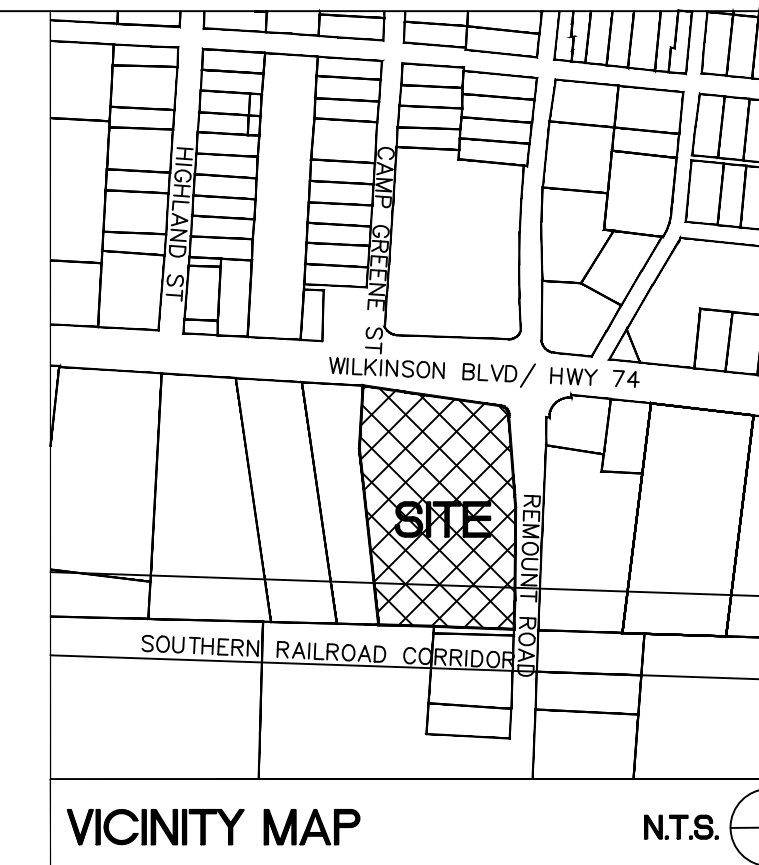 HIGHLAND ST
CAMP GREENE ST
WILKINSON BLVD/ HWY 74
SITE
REMOUNT ROAD
SOUTHERN RAILROAD CORRIDOR
VICINITY MAP
N.T.S.